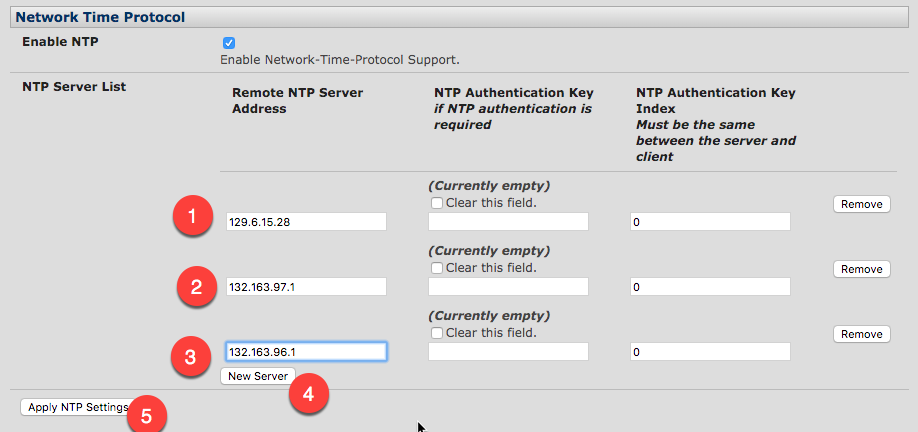 Network Time Protocol
Enable NTP
Enable Network-Time-Protocol Support.
NTP Server List
Remote NTP Server
Address
NTP Authentication Key
if NTP authentication is
required
NTP Authentication Key
Index
Must be the same
between the server and
client
(Currently empty)
Clear this field.
Remove
1
129.6.15.28
0
(Currently empty)
Clear this field.
Remove
2
132.163.97.1
0
(Currently empty)
Clear this field.
Remove
3
132.163.96.1
0
New Server
4
Apply NTP Settings
5